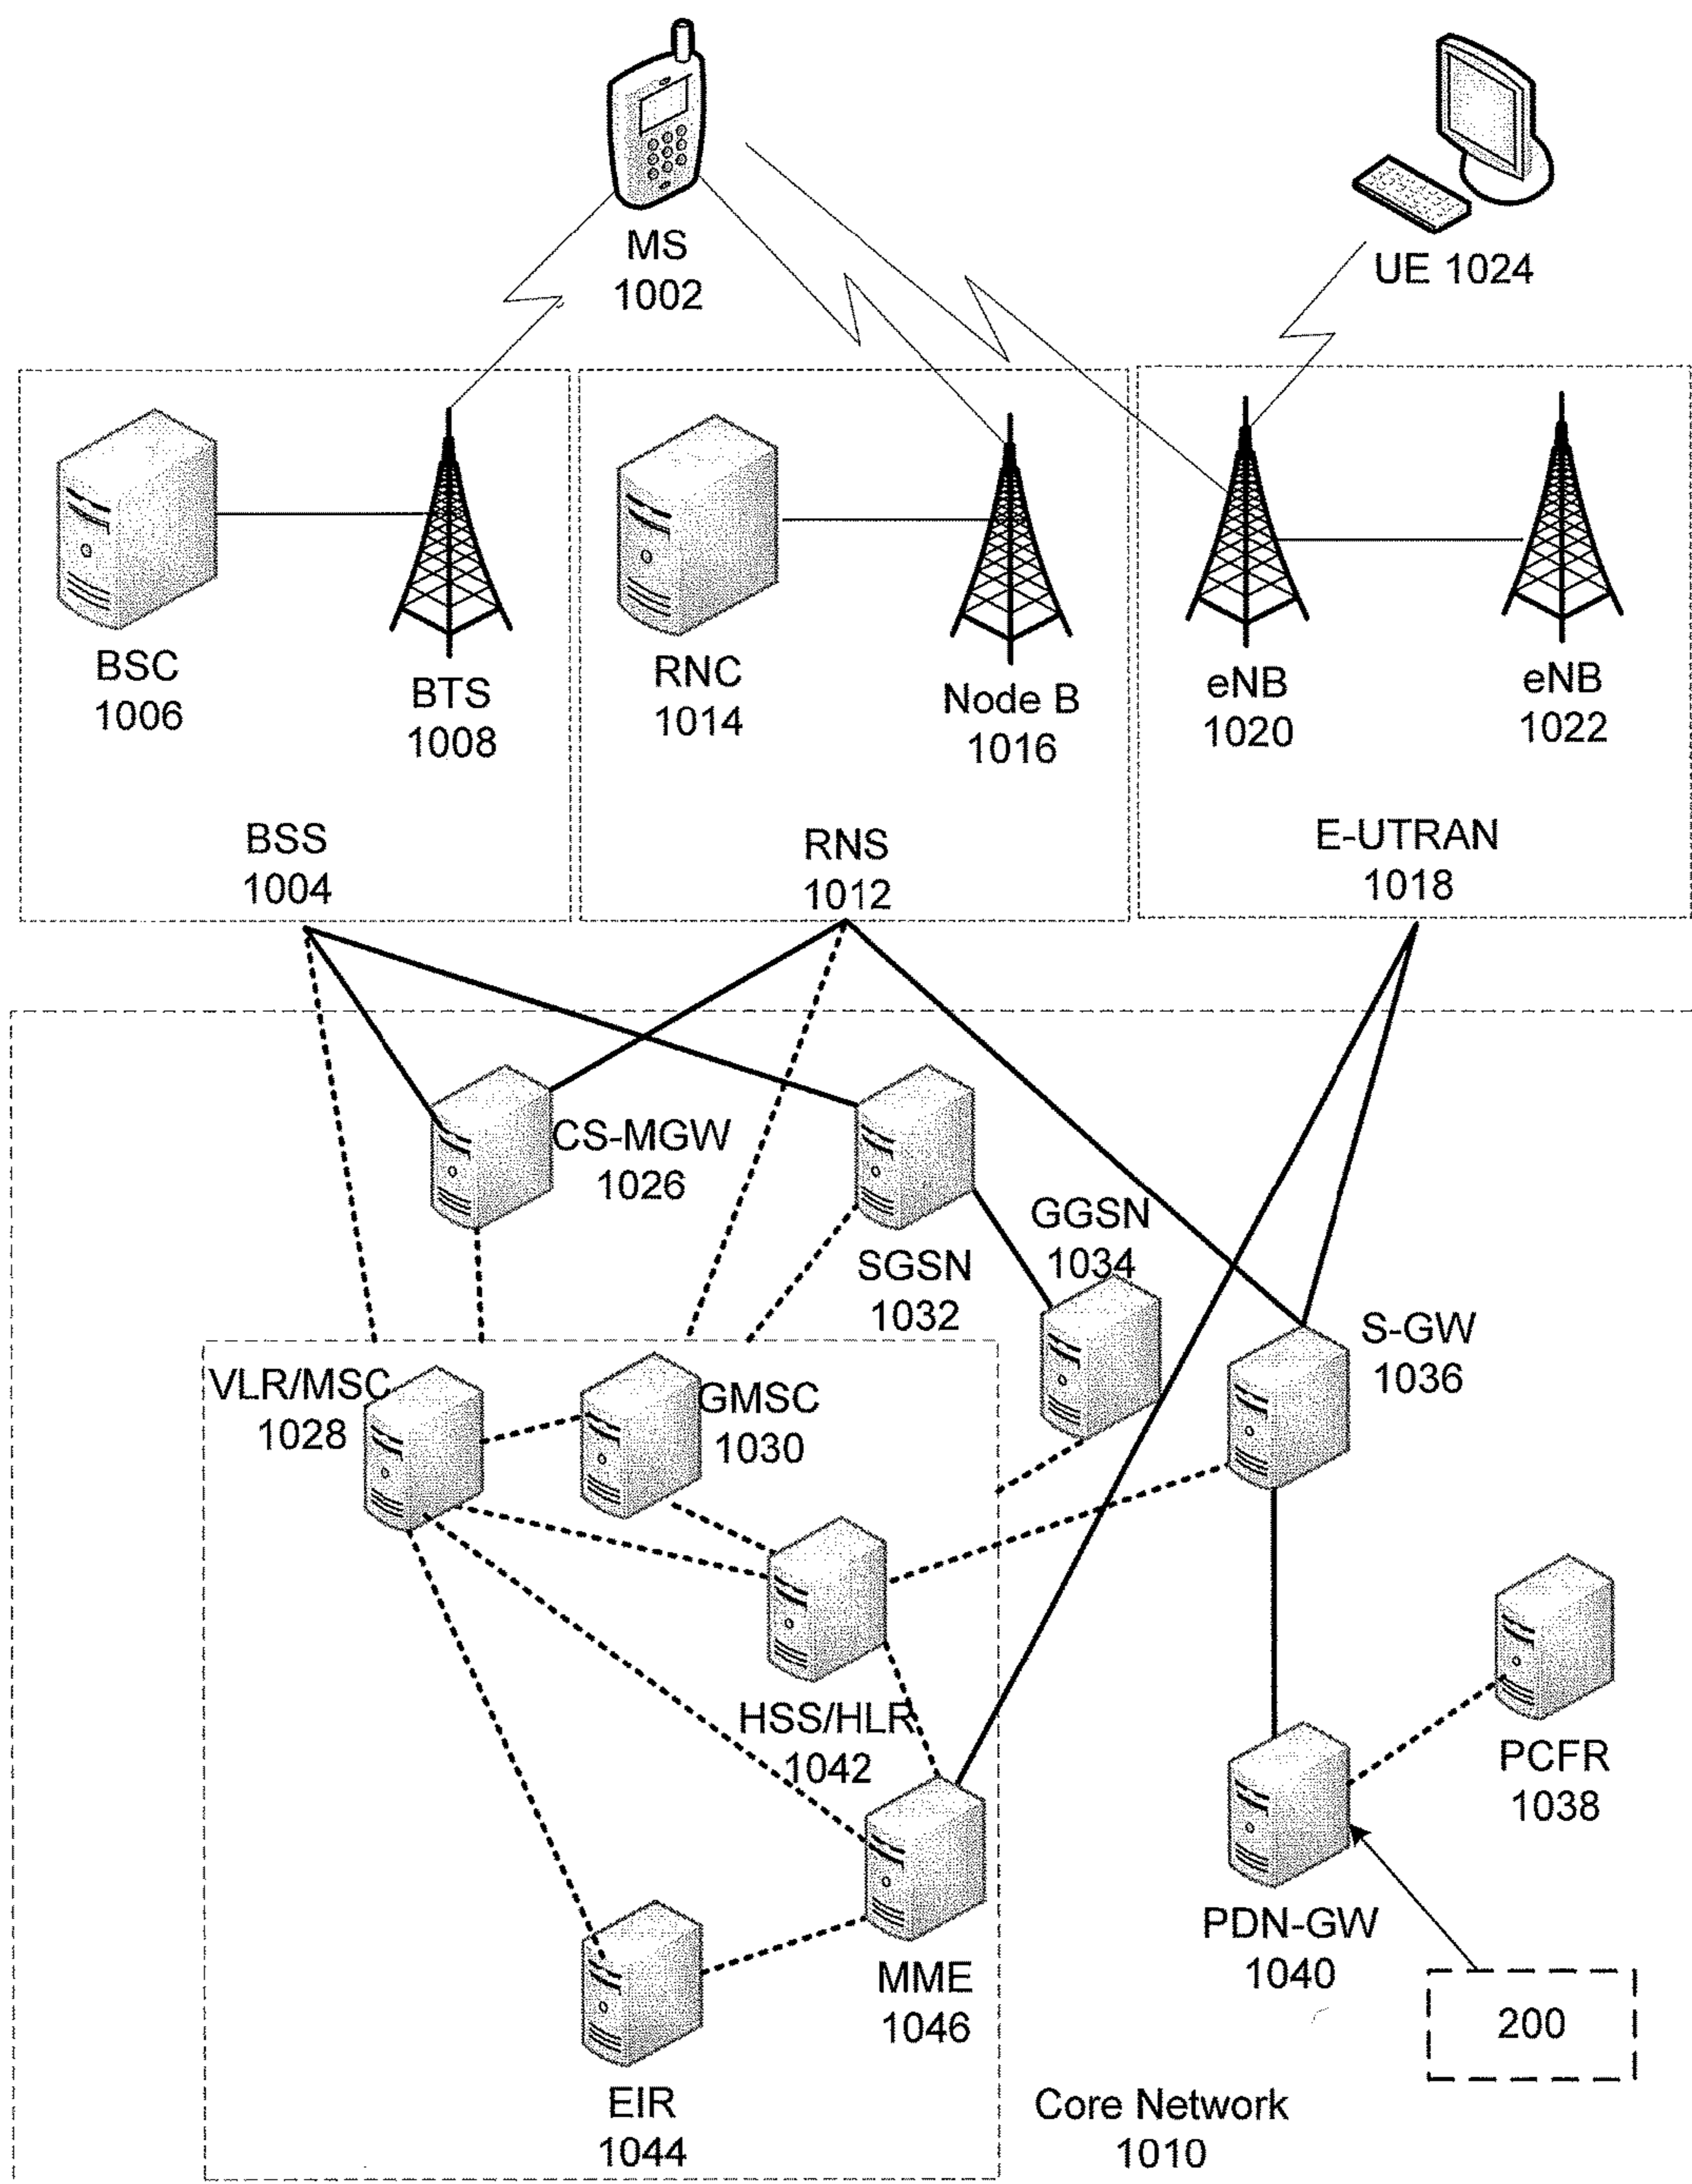 MS
1002
UE 1024
BSC
1006
BTS
1008
RNC
1014
Node B
1016
eNB
1020
eNB
1022
BSS
1004
RNS
1012
E-UTRAN
1018
CS-MGW
1026
SGSN
1032
GGSN
1034
S-GW
1036
VLR/MSC
1028
GMSC
1030
HSS/HLR
1042
PCFR
1038
PDN-GW
1040
MME
1046
200
EIR
1044
Core Network
1010